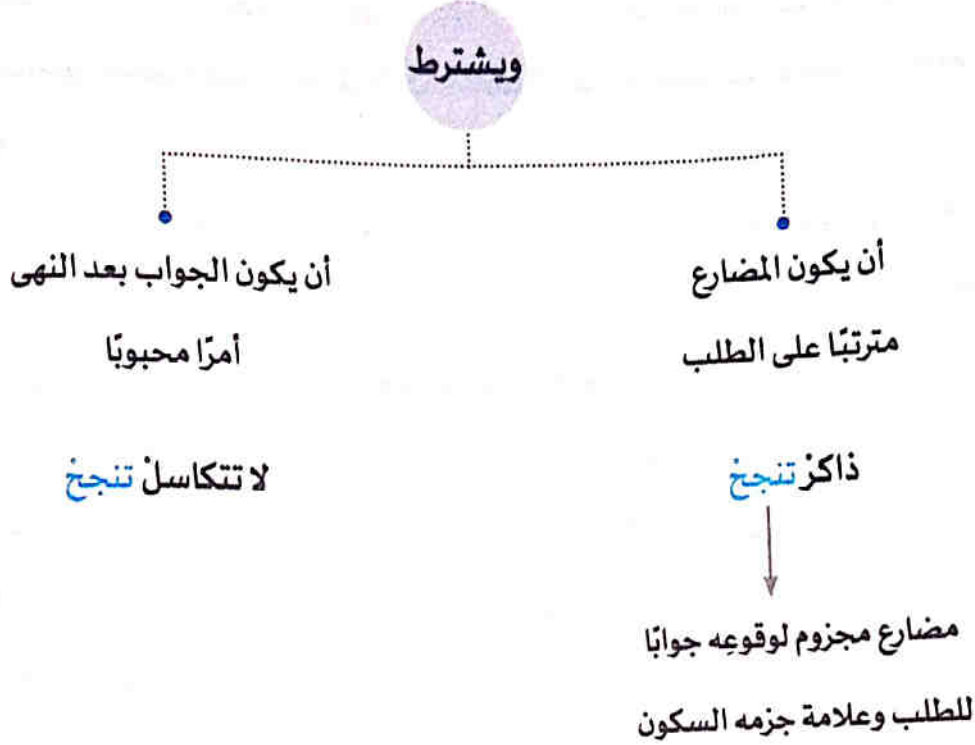 ويشترط
أن يكون المضارع
مترتبًا على الطلب
ذاكرْ تنجحْ
مضارع مجزوم لوقوعِه جوابًا
للطلب وعلامة جزمه السكون
أن يكون الجواب بعد النهى
أمرًا محبوبًا
لا تتكاسلْ تنجحْ